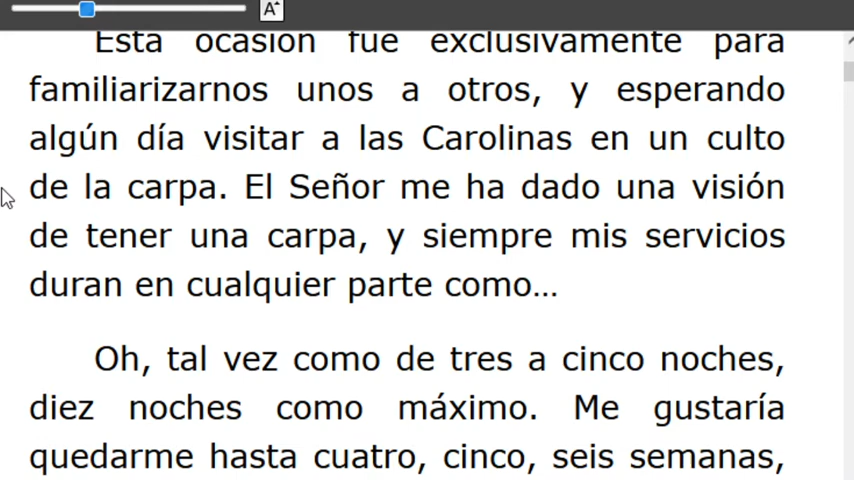 A
Esta ocasión fue exclusivamente para
familiarizarnos unos a otros, y esperando
algún día visitar a las Carolinas en un culto
de la carpa. El Señor me ha dado una visión
de tener una carpa, y siempre mis servicios
duran en cualquier parte como…
Oh, tal vez como de tres a cinco noches,
diez noches como máximo. Me gustaría
quedarme hasta cuatro, cinco, seis semanas,